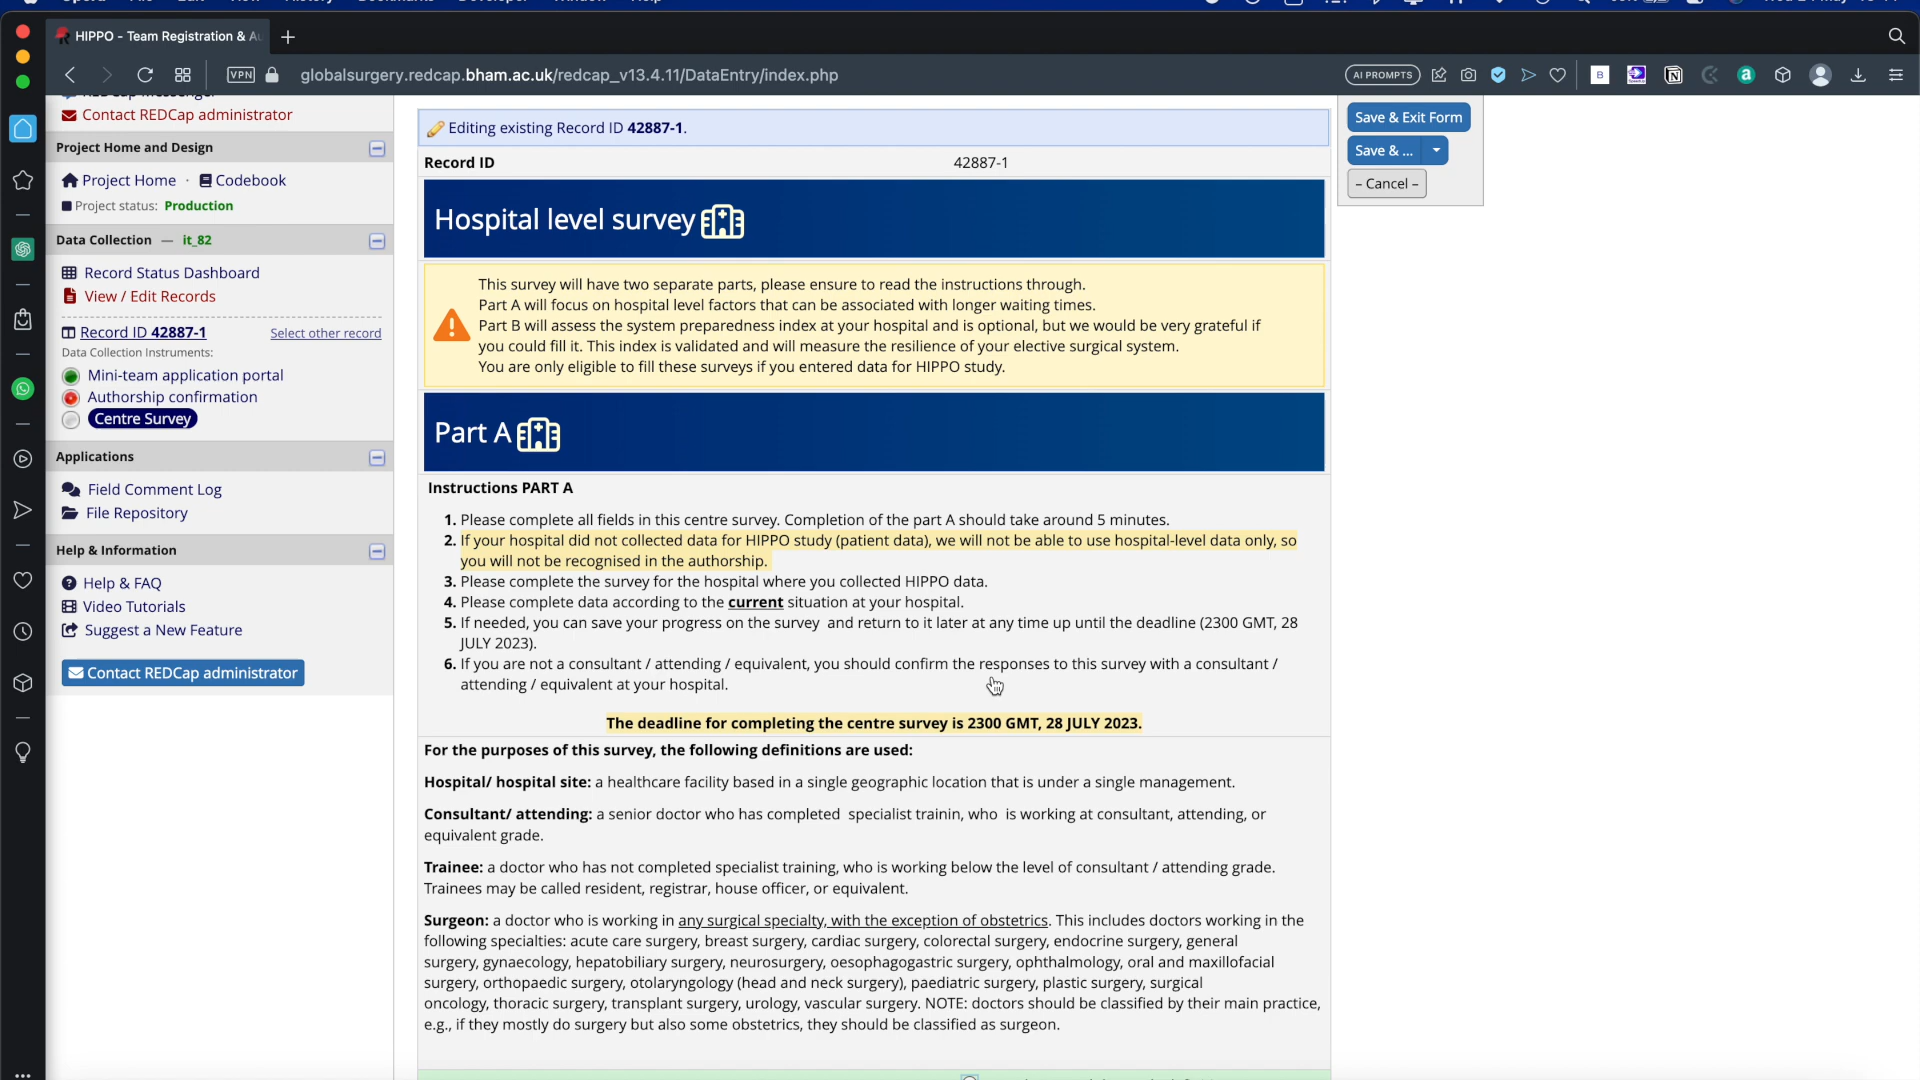 HIPPO - Team Registration & Au
VPN
globalsurgery.redcap.bham.ac.uk/redcap_v13.4.11/DataEntry/index.php
AI PROMPTS
Contact REDCap administrator
Project Home and Design
Project Home · Codebook
Project status: Production
Data Collection — it_82
Record Status Dashboard
View / Edit Records
Record ID 42887-1 Select other record
Data Collection Instruments:
Mini-team application portal
Authorship confirmation
Centre Survey
Applications
Field Comment Log
File Repository
Help & Information
Help & FAQ
Video Tutorials
Suggest a New Feature
Contact REDCap administrator
Editing existing Record ID 42887-1.
Record ID 42887-1
Hospital level survey
This survey will have two separate parts, please ensure to read the instructions through.
Part A will focus on hospital level factors that can be associated with longer waiting times.
Part B will assess the system preparedness index at your hospital and is optional, but we would be very grateful if
you could fill it. This index is validated and will measure the resilience of your elective surgical system.
You are only eligible to fill these surveys if you entered data for HIPPO study.
Part A
Instructions PART A
1. Please complete all fields in this centre survey. Completion of the part A should take around 5 minutes.
2. If your hospital did not collected data for HIPPO study (patient data), we will not be able to use hospital-level data only, so
you will not be recognised in the authorship.
3. Please complete the survey for the hospital where you collected HIPPO data.
4. Please complete data according to the current situation at your hospital.
5. If needed, you can save your progress on the survey and return to it later at any time up until the deadline (2300 GMT, 28
JULY 2023).
6. If you are not a consultant / attending / equivalent, you should confirm the responses to this survey with a consultant /
attending / equivalent at your hospital.
The deadline for completing the centre survey is 2300 GMT, 28 JULY 2023.
For the purposes of this survey, the following definitions are used:
Hospital/ hospital site: a healthcare facility based in a single geographic location that is under a single management.
Consultant/ attending: a senior doctor who has completed specialist trainin, who is working at consultant, attending, or
equivalent grade.
Trainee: a doctor who has not completed specialist training, who is working below the level of consultant / attending grade.
Trainees may be called resident, registrar, house officer, or equivalent.
Surgeon: a doctor who is working in any surgical specialty, with the exception of obstetrics. This includes doctors working in the
following specialties: acute care surgery, breast surgery, cardiac surgery, colorectal surgery, endocrine surgery, general
surgery, gynaecology, hepatobiliary surgery, neurosurgery, oesophagogastric surgery, ophthalmology, oral and maxillofacial
surgery, orthopaedic surgery, otolaryngology (head and neck surgery), paediatric surgery, plastic surgery, surgical
oncology, thoracic surgery, transplant surgery, urology, vascular surgery. NOTE: doctors should be classified by their main practice,
e.g., if they mostly do surgery but also some obstetrics, they should be classified as surgeon.
Save & Exit Form
Save & ...
– Cancel –